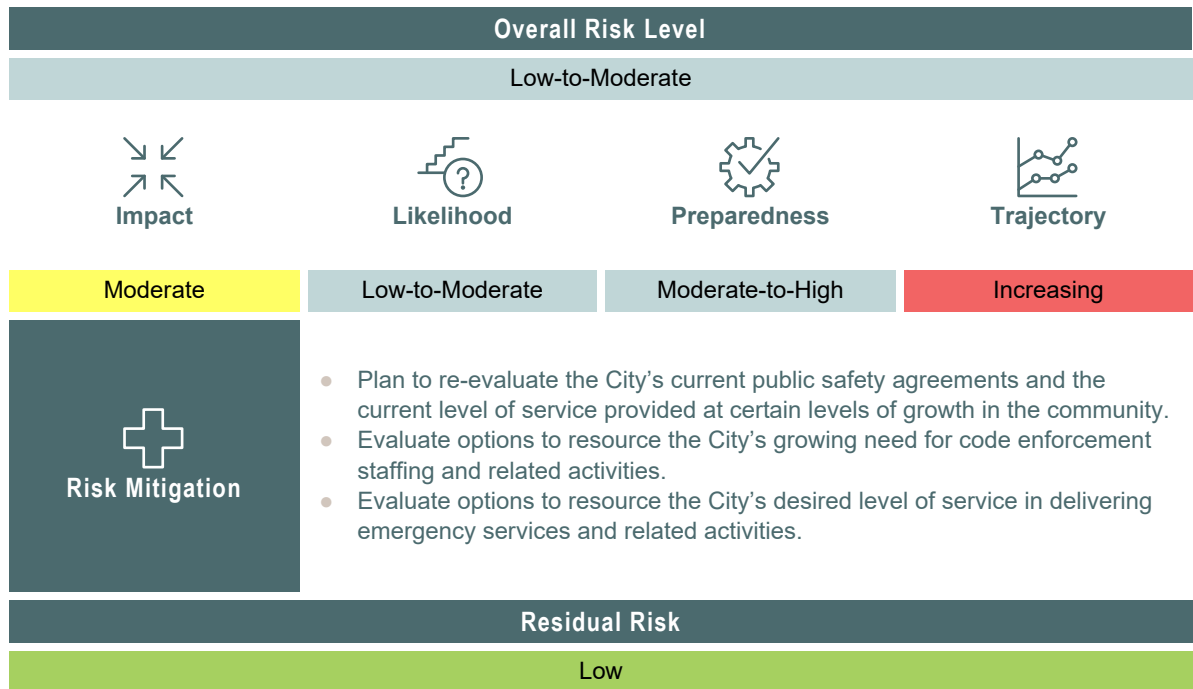 Overall Risk Level
Low-to-Moderate
?
Impact
Likelihood
Preparedness
Trajectory
Moderate
Low-to-Moderate
Moderate-to-High
Increasing
Risk Mitigation
● Plan to re-evaluate the City’s current public safety agreements and the
current level of service provided at certain levels of growth in the community.
● Evaluate options to resource the City’s growing need for code enforcement
staffing and related activities.
● Evaluate options to resource the City’s desired level of service in delivering
emergency services and related activities.
Residual Risk
Low